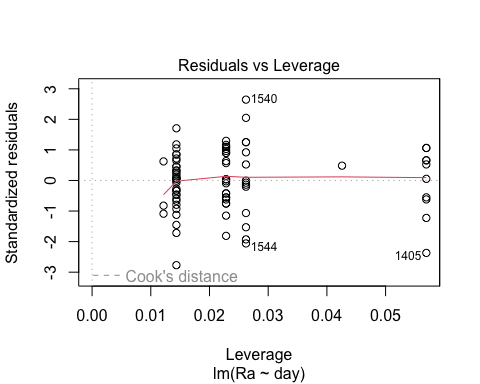 Residuals vs Leverage
Standardized residuals
3
2
1
0
-1
-2
-3
1540
1544
1405
Cook's distance
0.00 0.01 0.02 0.03 0.04 0.05
Leverage
lm(Ra ~ day)